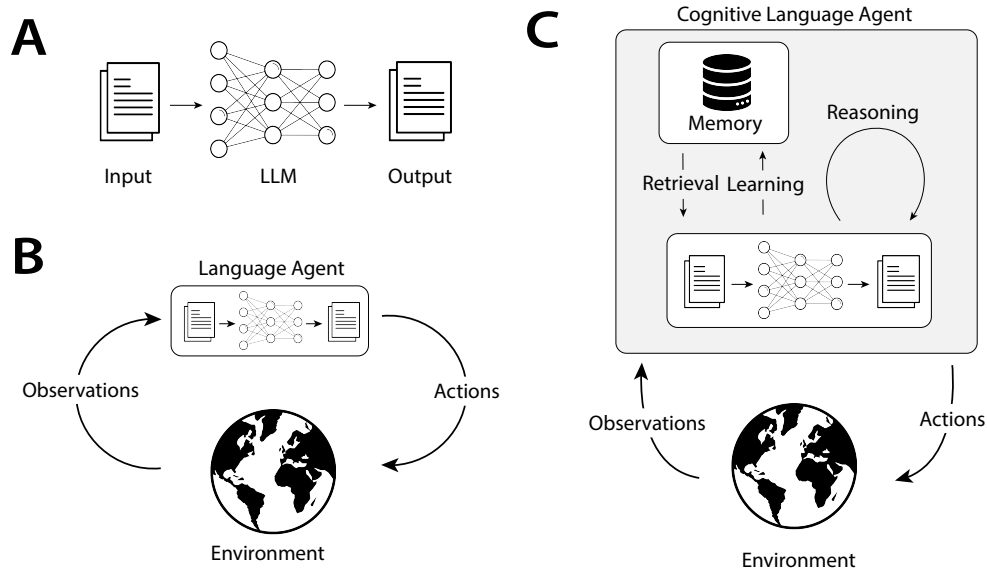 A
Input
LLM
Output
B
Language Agent
Observations
Actions
Environment
C
Cognitive Language Agent
Memory
Reasoning
Retrieval
Learning
Observations
Actions
Environment